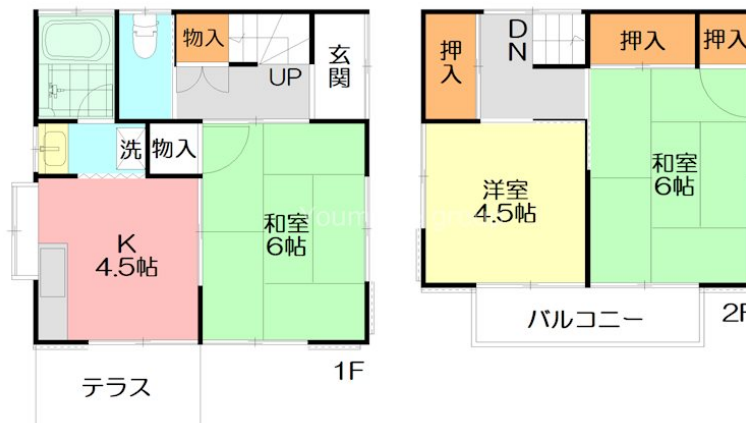 物入
UP
玄関
洗
物入
K
4.5帖
和室
6帖
テラス
1F
押入
DN
押入
押入
洋室
4.5帖
和室
6帖
バルコニー
2F